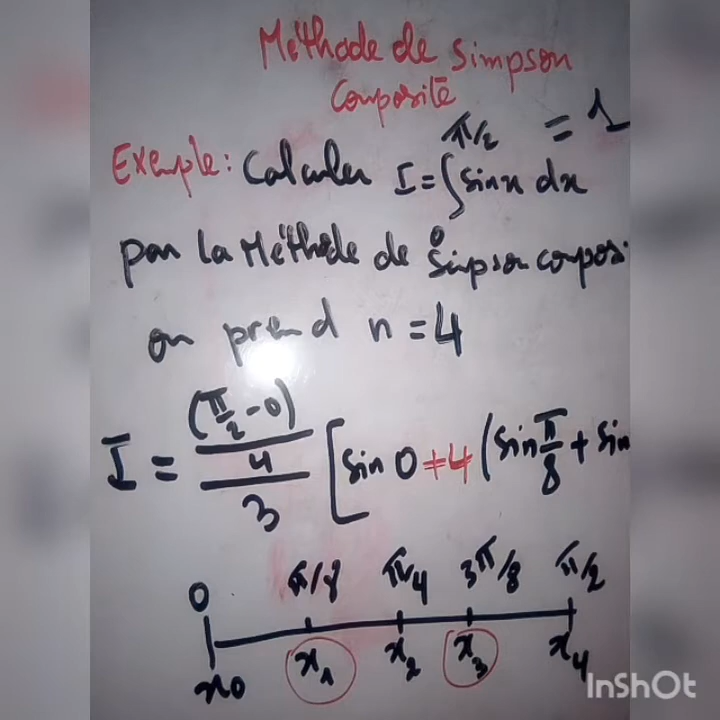 Méthode de Simpson
Composite
Exemple: Calculer I = ∫ sin x dx = 1
π/2
0
par la Méthode de Simpson compos
on prend n = 4
I = (π/2 - 0)/4/3 [sin 0 + 4 (sin π/8 + sin
0 π/8 π/4 3π/8 π/2
x0 x1 x2 x3 x4
InShOt